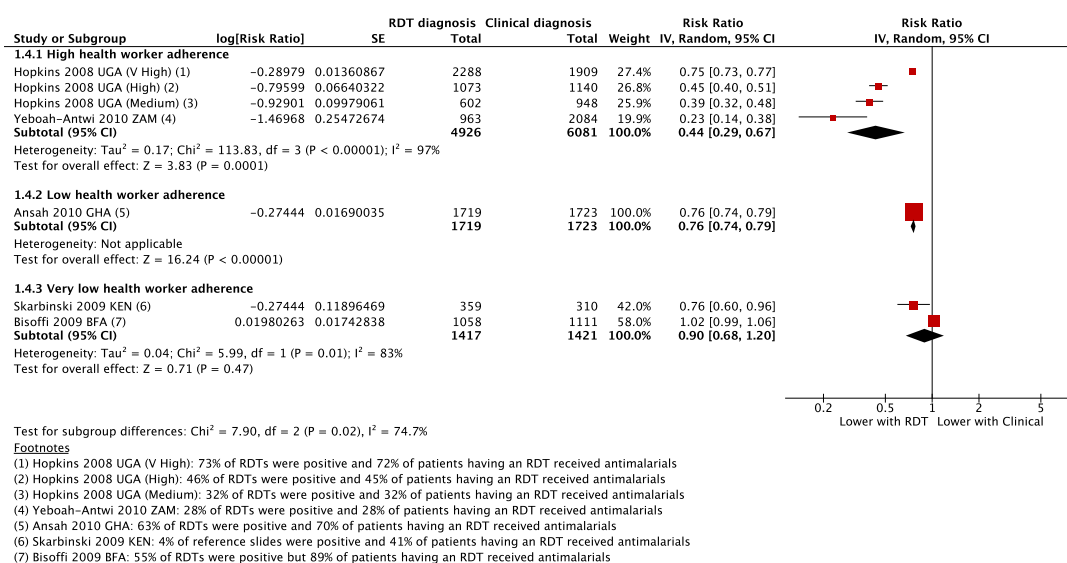 RDT diagnosis Clinical diagnosis Risk Ratio Risk Ratio
Study or Subgroup log[Risk Ratio] SE Total Total Weight IV, Random, 95% CI IV, Random, 95% CI
1.4.1 High health worker adherence
Hopkins 2008 UGA (V High) (1) −0.28979 0.01360867 2288 1909 27.4% 0.75 [0.73, 0.77]
Hopkins 2008 UGA (High) (2) −0.79599 0.06640322 1073 1140 26.8% 0.45 [0.40, 0.51]
Hopkins 2008 UGA (Medium) (3) −0.92901 0.09979061 602 948 25.9% 0.39 [0.32, 0.48]
Yeboah-Antwi 2010 ZAM (4) −1.46968 0.25472674 963 2084 19.9% 0.23 [0.14, 0.38]
Subtotal (95% CI) 4926 6081 100.0% 0.44 [0.29, 0.67]
Heterogeneity: Tau² = 0.17; Chi² = 113.83, df = 3 (P < 0.00001); I² = 97%
Test for overall effect: Z = 3.83 (P = 0.0001)
1.4.2 Low health worker adherence
Ansah 2010 GHA (5) −0.27444 0.01690035 1719 1723 100.0% 0.76 [0.74, 0.79]
Subtotal (95% CI) 1719 1723 100.0% 0.76 [0.74, 0.79]
Heterogeneity: Not applicable
Test for overall effect: Z = 16.24 (P < 0.00001)
1.4.3 Very low health worker adherence
Skarbinski 2009 KEN (6) −0.27444 0.11896469 359 310 42.0% 0.76 [0.60, 0.96]
Bisoffi 2009 BFA (7) 0.01980263 0.01742838 1058 1111 58.0% 1.02 [0.99, 1.06]
Subtotal (95% CI) 1417 1421 100.0% 0.90 [0.68, 1.20]
Heterogeneity: Tau² = 0.04; Chi² = 5.99, df = 1 (P = 0.01); I² = 83%
Test for overall effect: Z = 0.71 (P = 0.47)
0.2 0.5 1 2 5
Lower with RDT Lower with Clinical
Test for subgroup differences: Chi² = 7.90, df = 2 (P = 0.02), I² = 74.7%
Footnotes
(1) Hopkins 2008 UGA (V High): 73% of RDTs were positive and 72% of patients having an RDT received antimalarials
(2) Hopkins 2008 UGA (High): 46% of RDTs were positive and 45% of patients having an RDT received antimalarials
(3) Hopkins 2008 UGA (Medium): 32% of RDTs were positive and 32% of patients having an RDT received antimalarials
(4) Yeboah-Antwi 2010 ZAM: 28% of RDTs were positive and 28% of patients having an RDT received antimalarials
(5) Ansah 2010 GHA: 63% of RDTs were positive and 70% of patients having an RDT received antimalarials
(6) Skarbinski 2009 KEN: 4% of reference slides were positive and 41% of patients having an RDT received antimalarials
(7) Bisoffi 2009 BFA: 55% of RDTs were positive but 89% of patients having an RDT received antimalarials